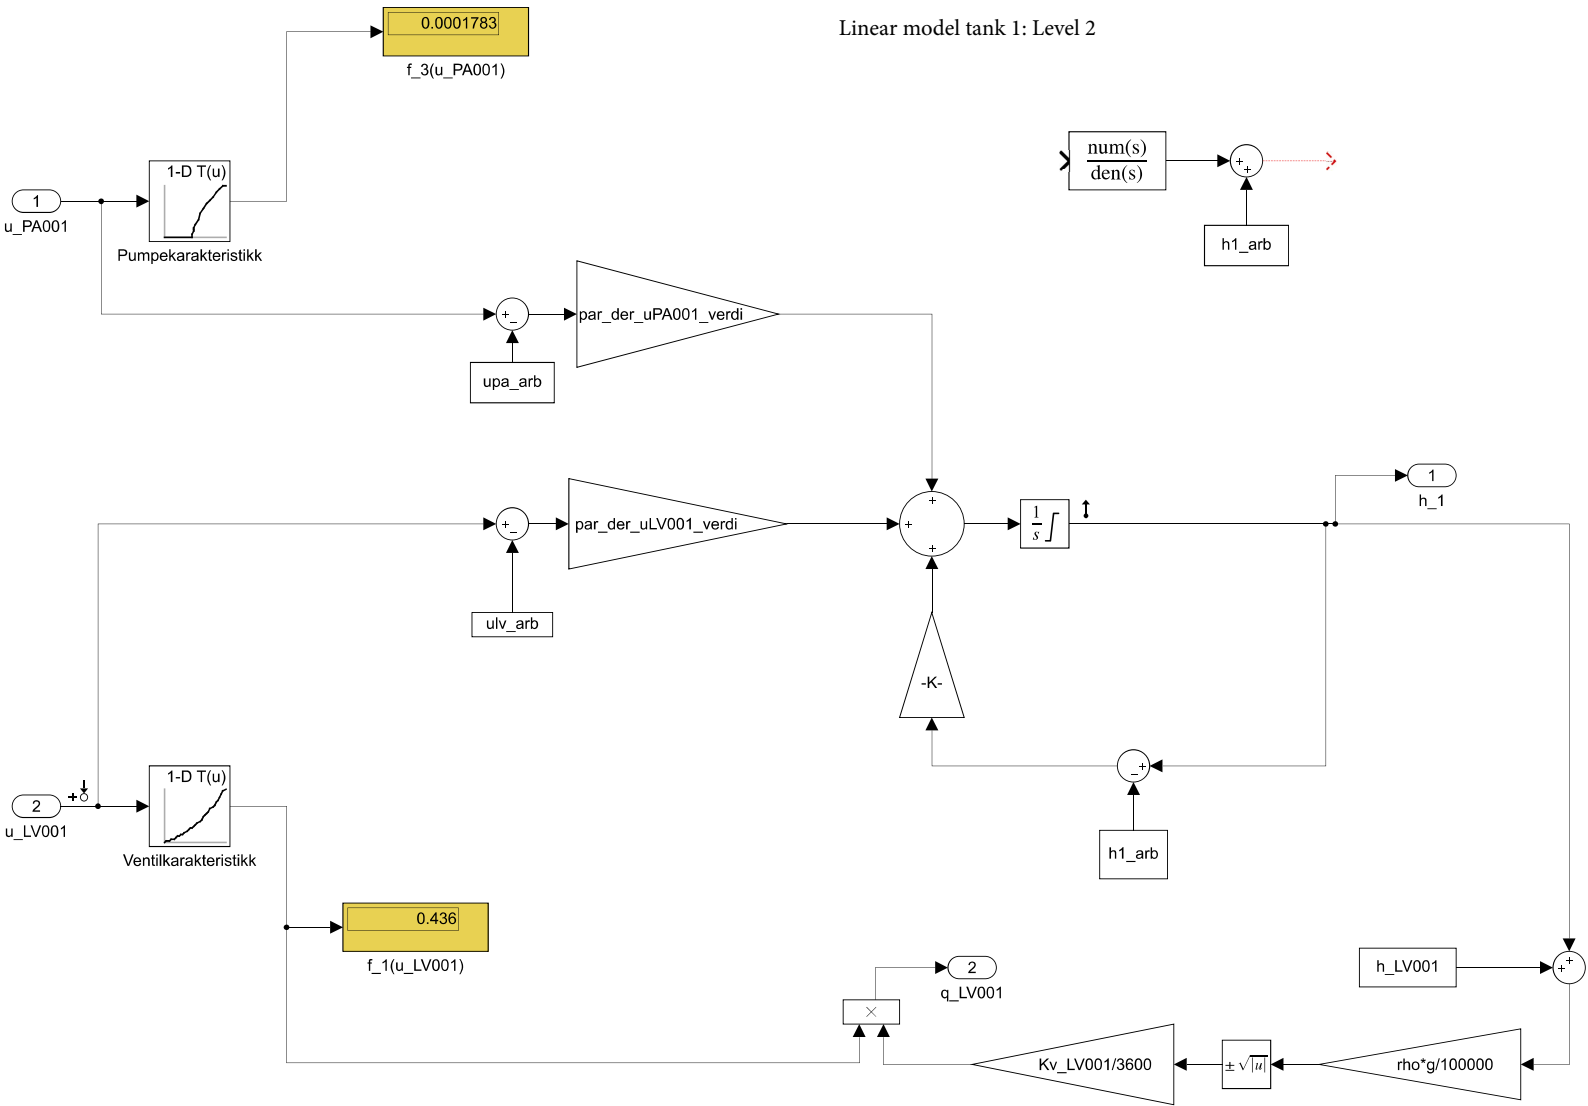 Linear model tank 1: Level 2
0.0001783
f_3(u_PA001)
1
u_PA001
1-D T(u)
Pumpekarakteristikk
num(s)
den(s)
+
+
h1_arb
+
−
par_der_uPA001_verdi
upa_arb
+
−
par_der_uLV001_verdi
ulv_arb
+
+
+
1
s
1
h_1
-K-
− +
h1_arb
2
u_LV001
1-D T(u)
Ventilkarakteristikk
0.436
f_1(u_LV001)
2
q_LV001
×
h_LV001
+
+
Kv_LV001/3600
± √|u|
rho*g/100000